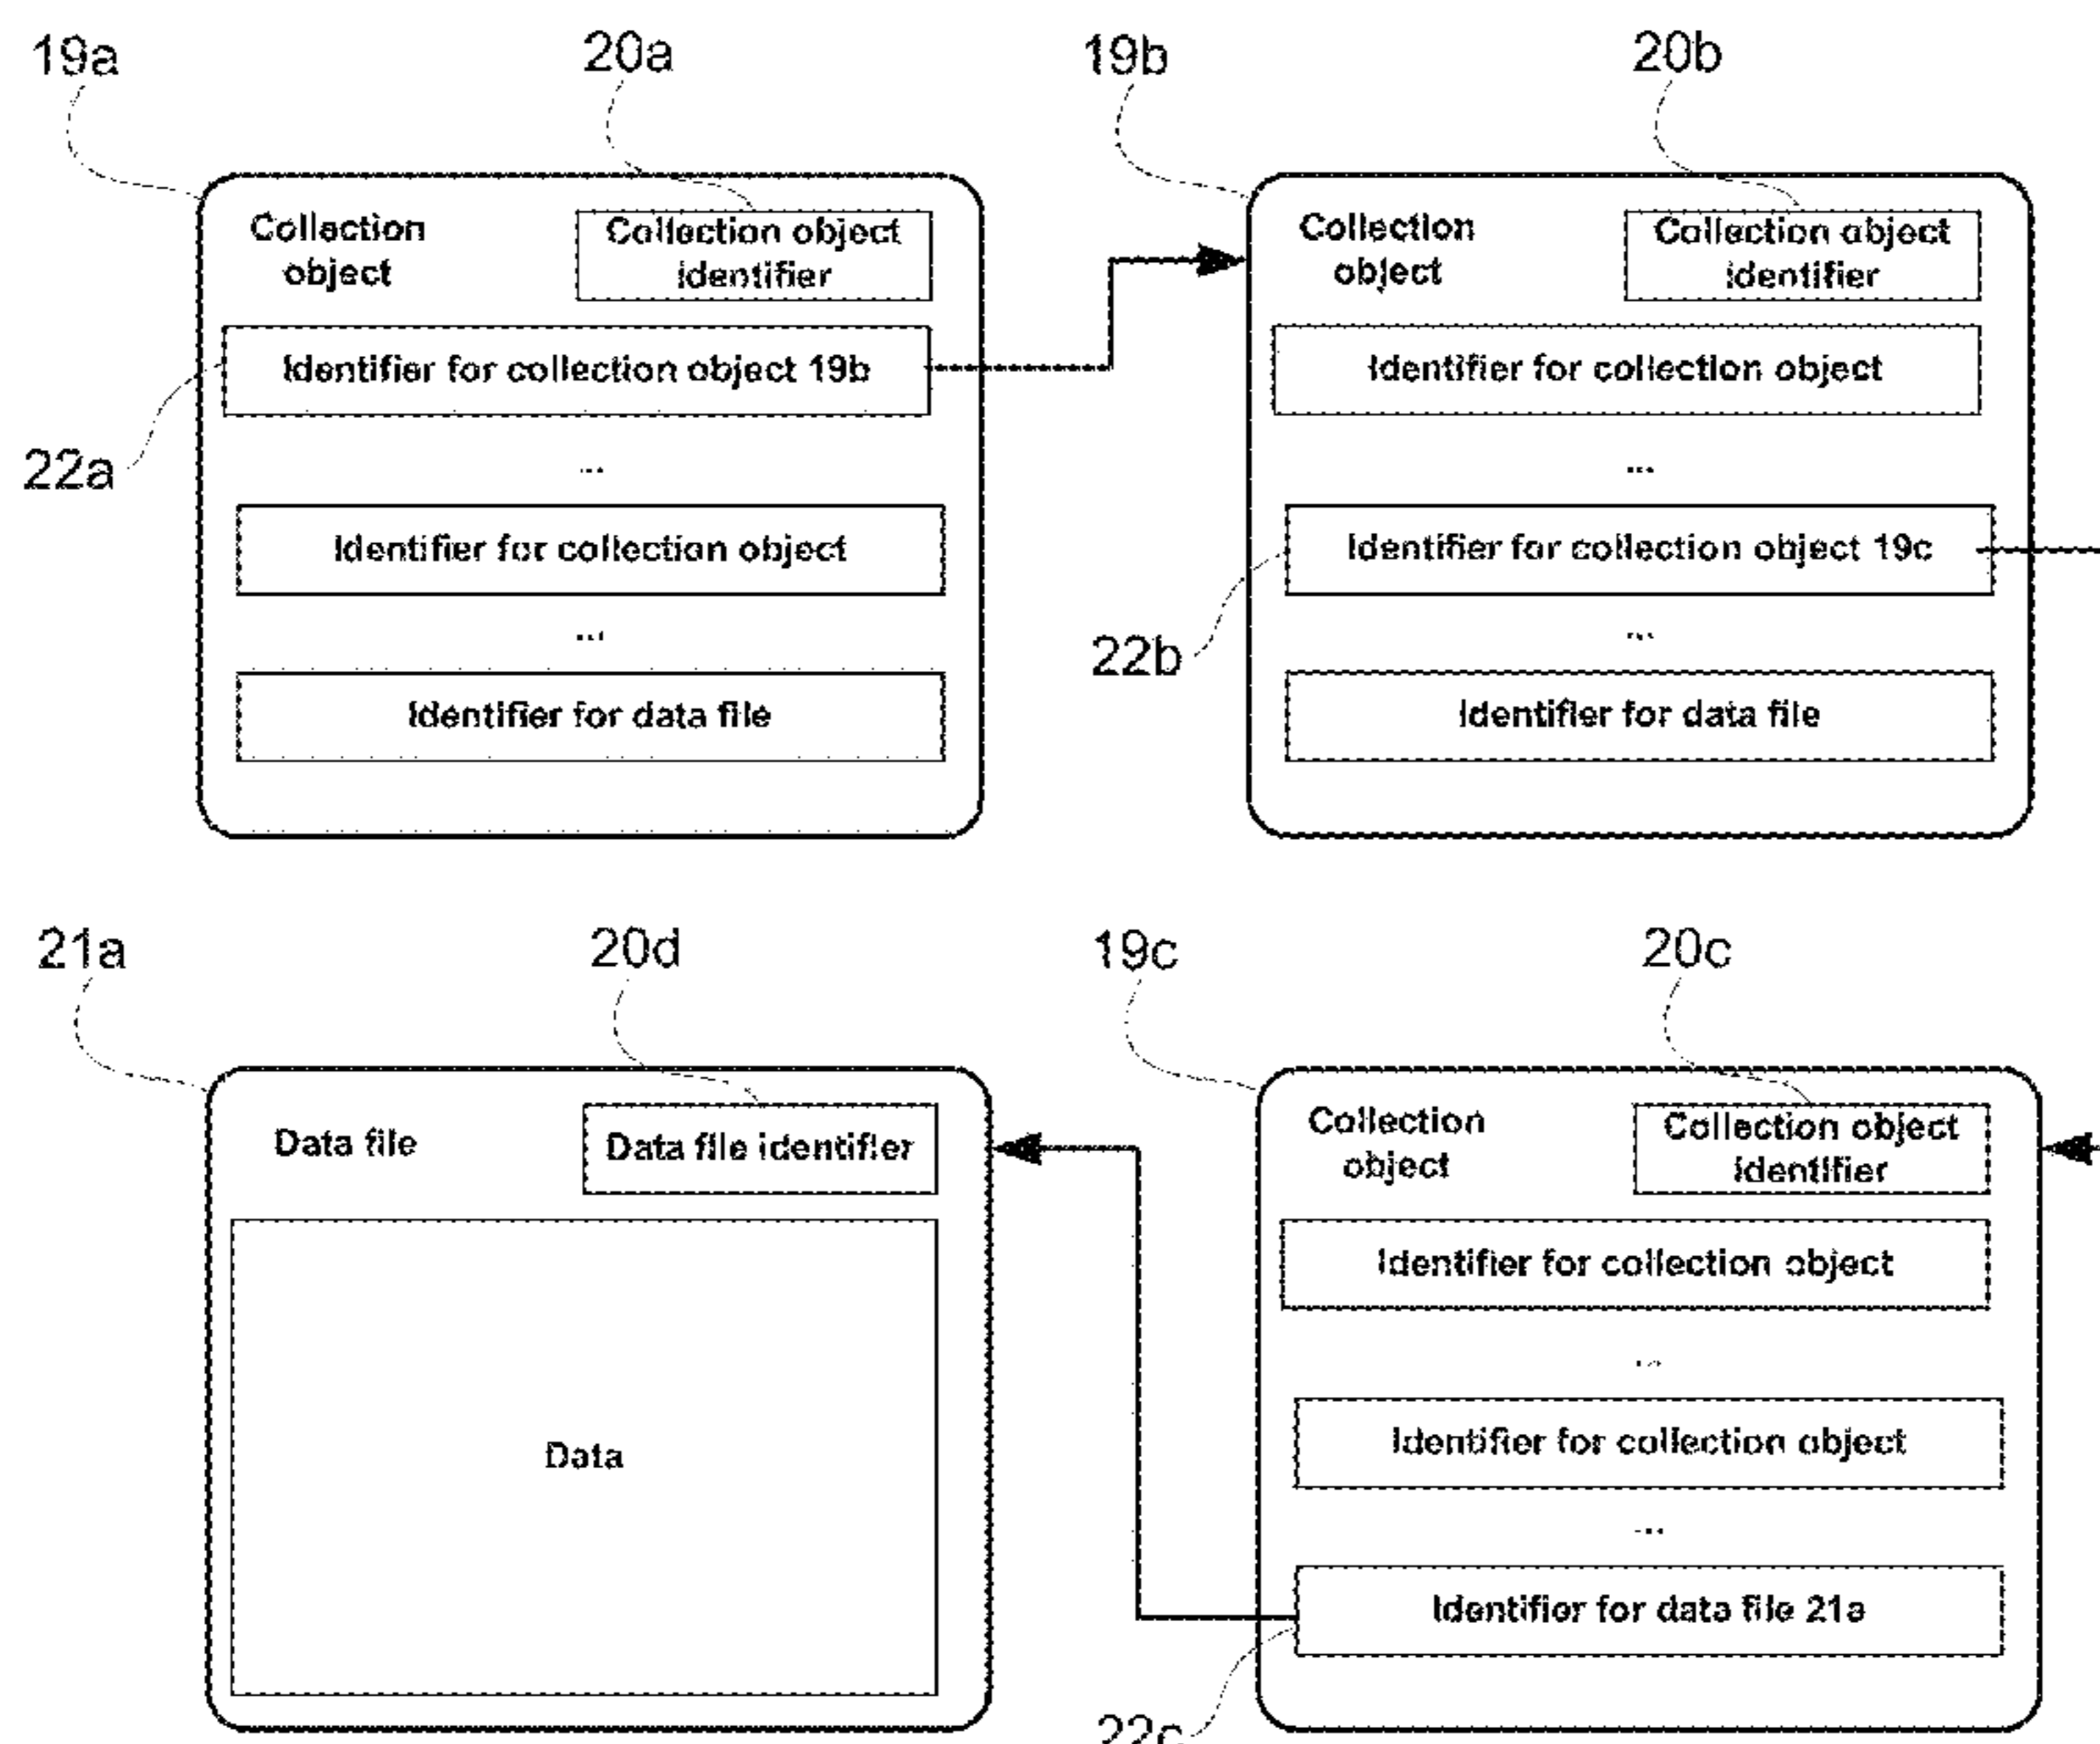 19a
20a
19b
20b
Collection
object
Collection object
identifier
Identifier for collection object 19b
22a
...
Identifier for collection object
...
Identifier for data file
Collection
object
Collection object
identifier
Identifier for collection object
...
Identifier for collection object 19c
22b
...
Identifier for data file
21a
20d
19c
20c
Data file
Data file identifier
Data
Collection
object
Collection object
identifier
Identifier for collection object
...
Identifier for collection object
...
Identifier for data file 21a
22c